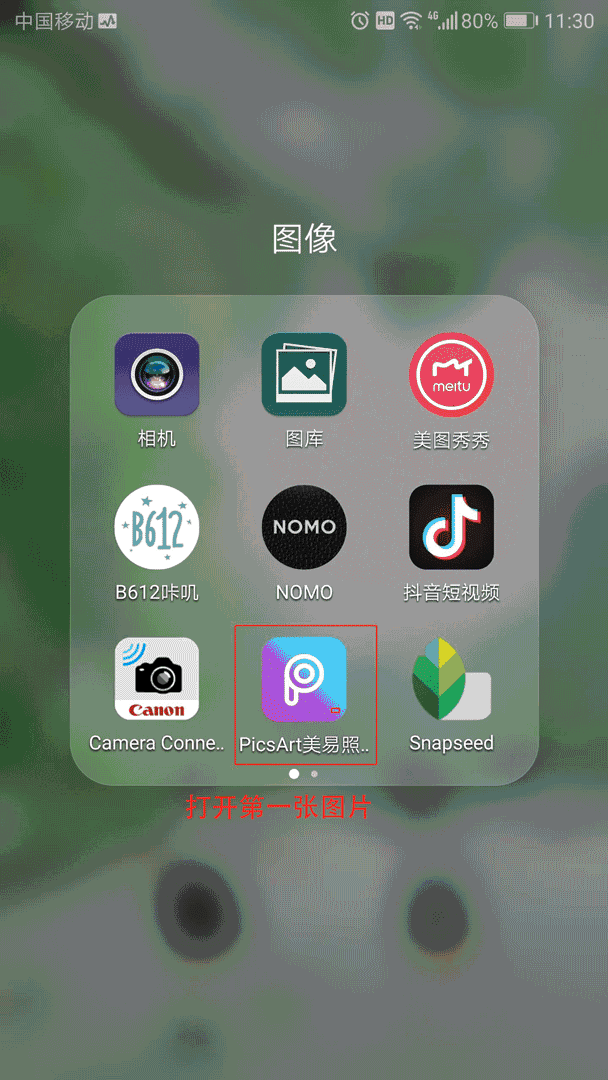 中国移动 HD 4G 80% 11:30
图像
meitu
相机 图库 美图秀秀
B612 NOMO
B612咔叽 NOMO 抖音短视频
Canon
Camera Conne.. PicsArt美易照.. Snapseed
打开第一张图片